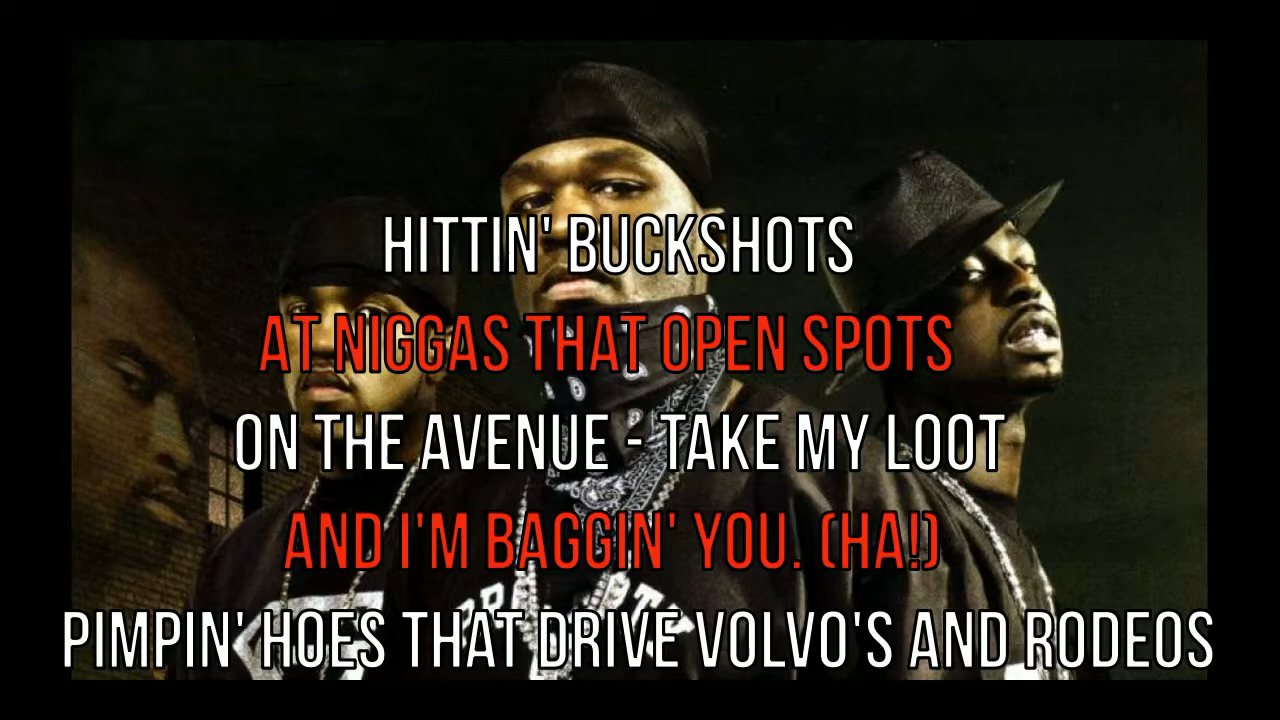 HITTIN' BUCKSHOTS
AT NIGGAS THAT OPEN SPOTS
ON THE AVENUE - TAKE MY LOOT
AND I'M BAGGIN' YOU. (HA!)
PIMPIN' HOES THAT DRIVE VOLVO'S AND RODEOS